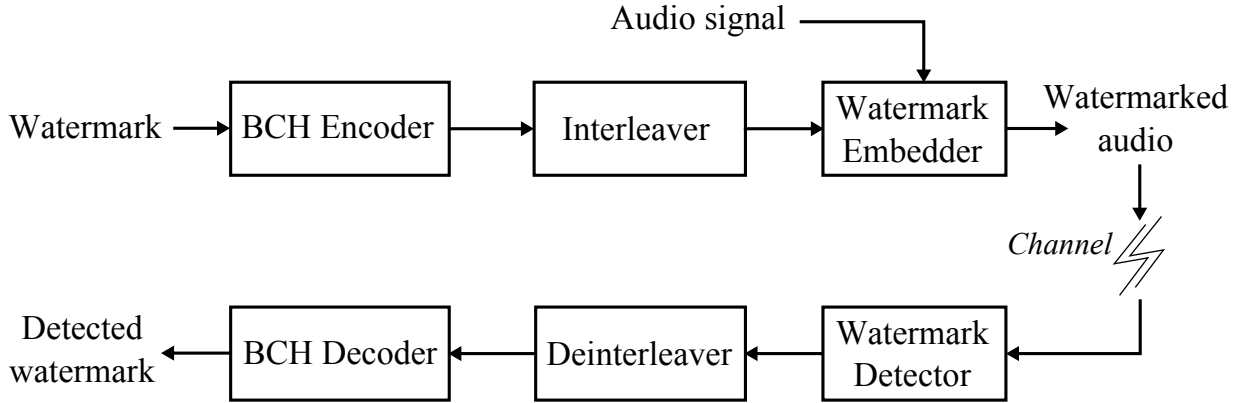 Audio signal
Watermark
BCH Encoder
Interleaver
Watermark
Embedder
Watermarked
audio
Channel
Detected
watermark
BCH Decoder
Deinterleaver
Watermark
Detector